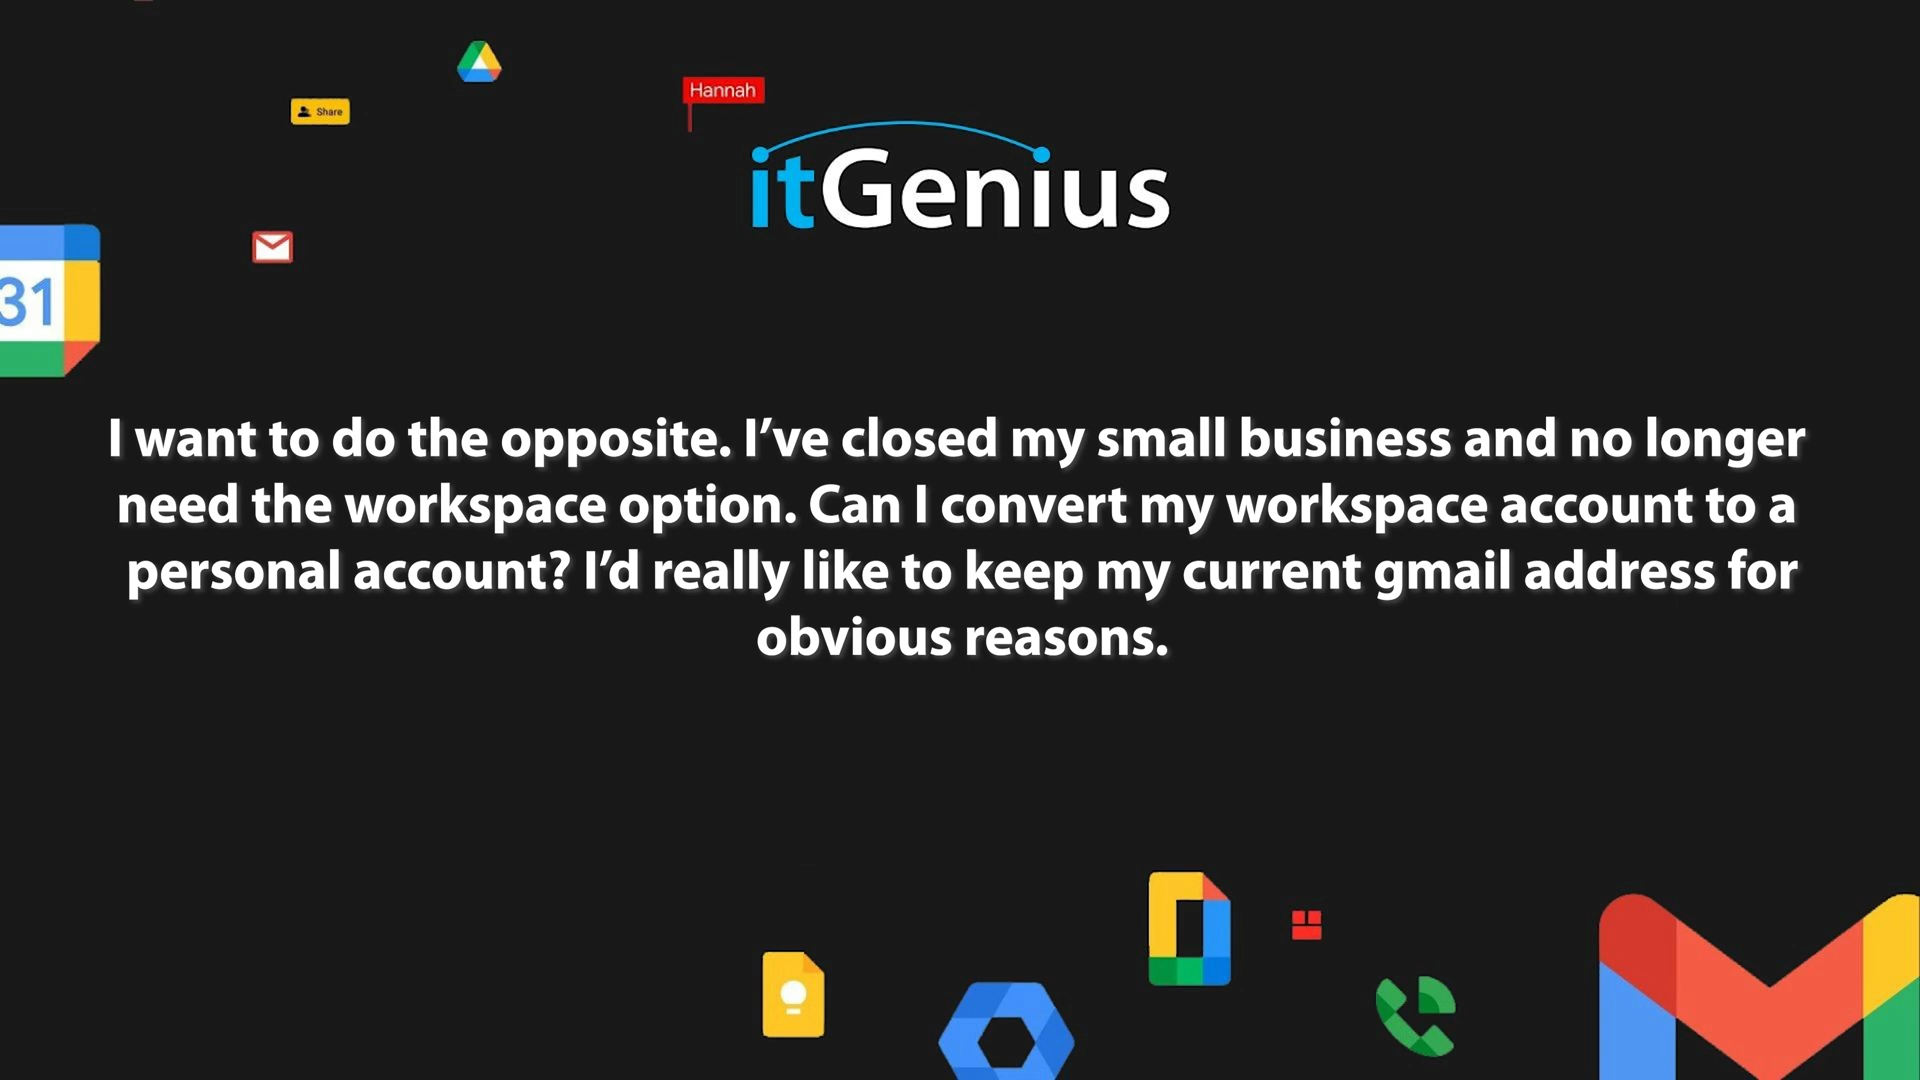 Hannah
Share
itGenius
31
I want to do the opposite. I’ve closed my small business and no longer
need the workspace option. Can I convert my workspace account to a
personal account? I’d really like to keep my current gmail address for
obvious reasons.